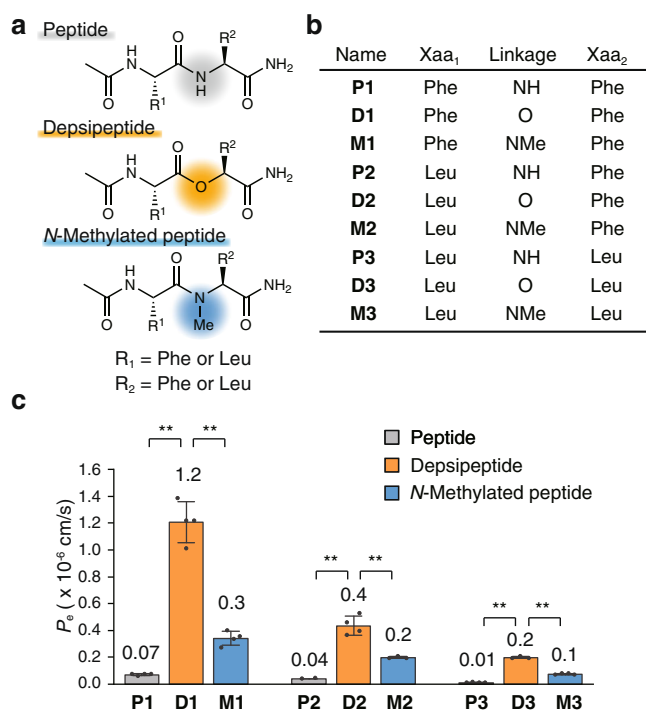 a
Peptide
H
N
O
R²
NH₂
O
R¹
N
H
O
Depsipeptide
H
N
O
R²
NH₂
O
R¹
O
O
N-Methylated peptide
H
N
O
R²
NH₂
O
R¹
N
Me
O
R₁ = Phe or Leu
R₂ = Phe or Leu
b
Name Xaa₁ Linkage Xaa₂
P1 Phe NH Phe
D1 Phe O Phe
M1 Phe NMe Phe
P2 Leu NH Phe
D2 Leu O Phe
M2 Leu NMe Phe
P3 Leu NH Leu
D3 Leu O Leu
M3 Leu NMe Leu
c
Peptide
Depsipeptide
N-Methylated peptide
Pe ( x 10⁻⁶ cm/s)
1.6
1.4
1.2
1.0
0.8
0.6
0.4
0.2
0.0
** **
0.07 1.2 0.3
** **
0.04 0.4 0.2
** **
0.01 0.2 0.1
P1 D1 M1 P2 D2 M2 P3 D3 M3